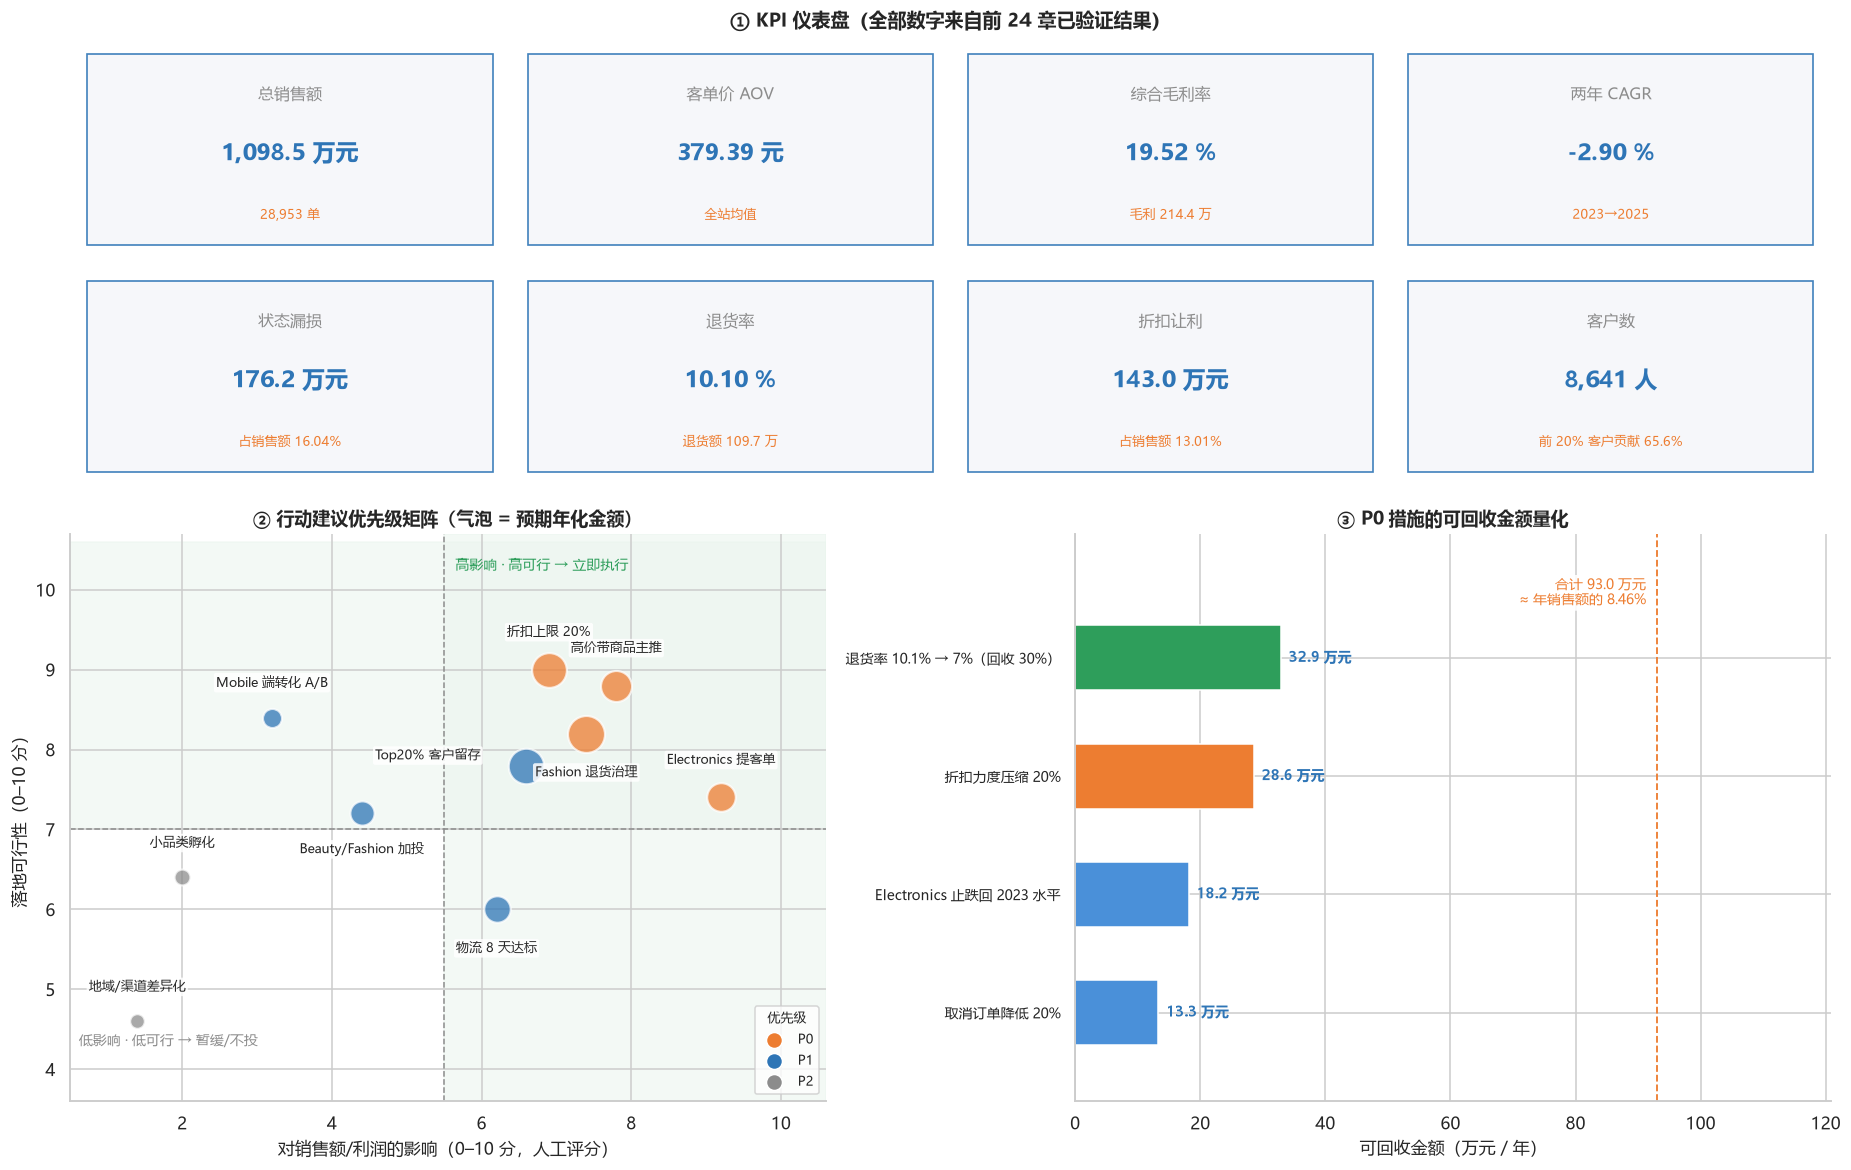 ① KPI 仪表盘（全部数字来自前 24 章已验证结果）
总销售额
1,098.5 万元
28,953 单
客单价 AOV
379.39 元
全站均值
综合毛利率
19.52 %
毛利 214.4 万
两年 CAGR
-2.90 %
2023→2025
状态漏损
176.2 万元
占销售额 16.04%
退货率
10.10 %
退货额 109.7 万
折扣让利
143.0 万元
占销售额 13.01%
客户数
8,641 人
前 20% 客户贡献 65.6%
② 行动建议优先级矩阵（气泡 = 预期年化金额）
高影响 · 高可行 → 立即执行
折扣上限 20%
高价带商品主推
Mobile 端转化 A/B
Top20% 客户留存
Fashion 退货治理
Electronics 提客单
小品类孵化
Beauty/Fashion 加投
物流 8 天达标
地域/渠道差异化
低影响 · 低可行 → 暂缓/不投
优先级
P0
P1
P2
10
9
8
7
6
5
4
落地可行性（0–10 分）
2
4
6
8
10
对销售额/利润的影响（0–10 分，人工评分）
③ P0 措施的可回收金额量化
合计 93.0 万元
≈ 年销售额的 8.46%
退货率 10.1% → 7%（回收 30%）
32.9 万元
折扣力度压缩 20%
28.6 万元
Electronics 止跌回 2023 水平
18.2 万元
取消订单降低 20%
13.3 万元
0
20
40
60
80
100
120
可回收金额（万元 / 年）